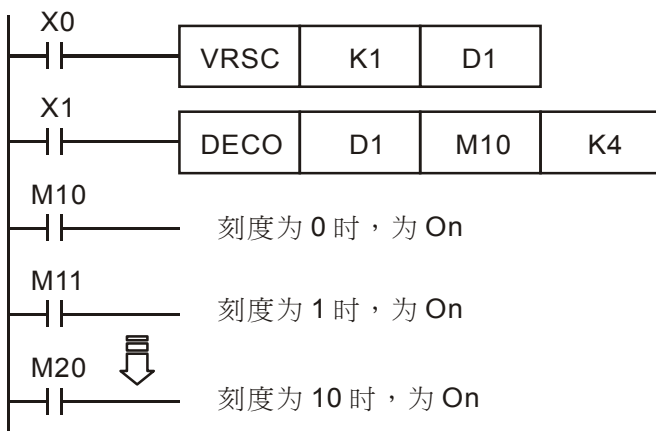 X0
VRSC K1 D1
X1
DECO D1 M10 K4
M10
刻度为 0 时，为 On
M11
刻度为 1 时，为 On
M20
刻度为 10 时，为 On